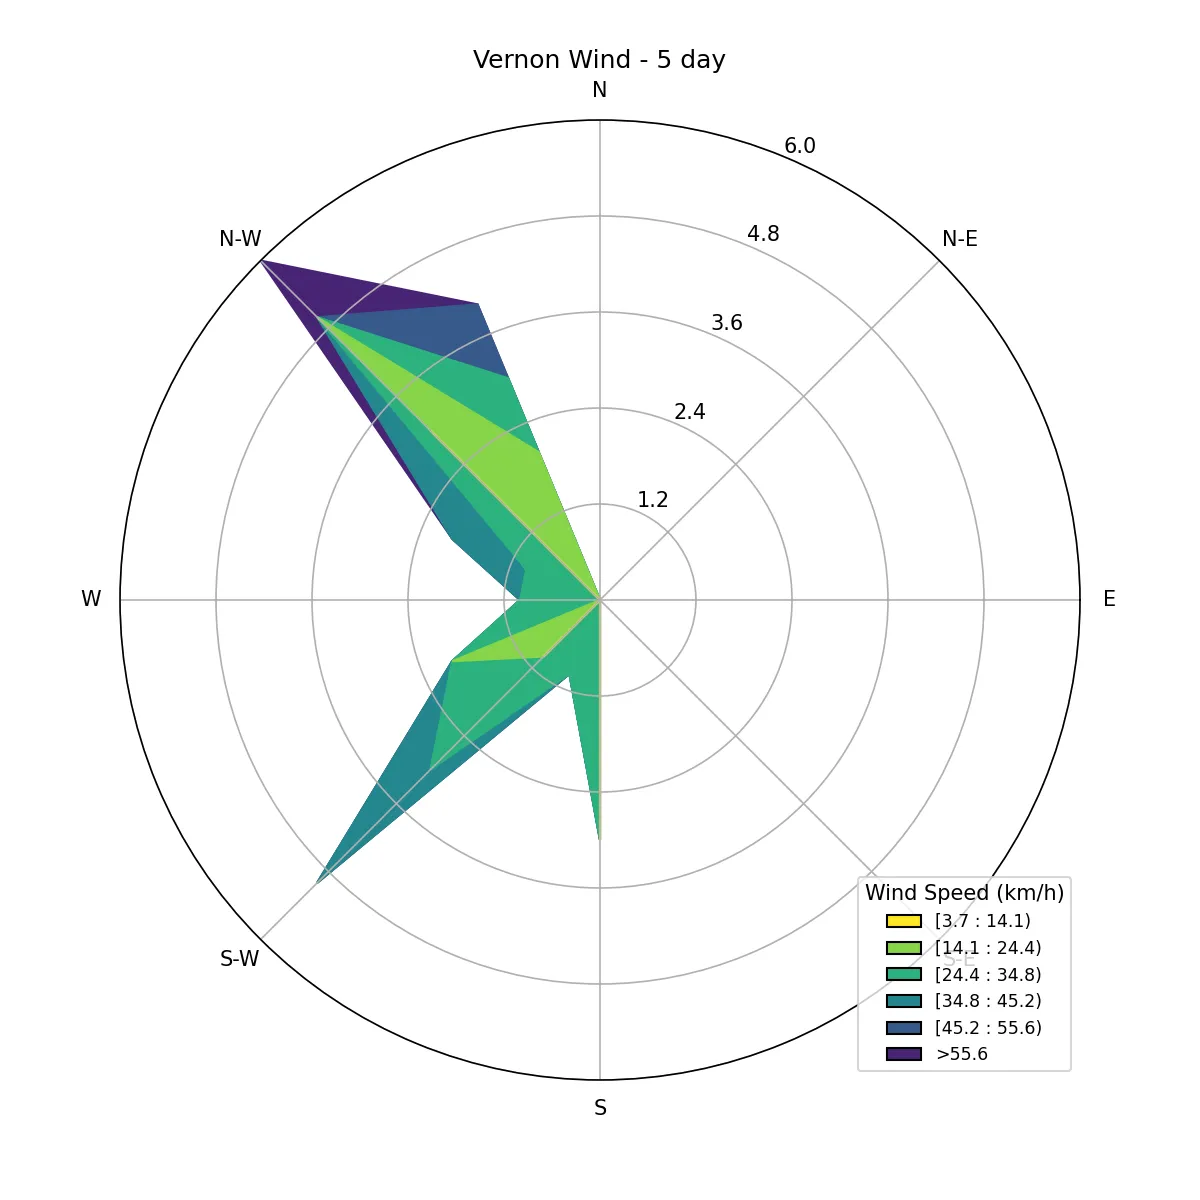 Vernon Wind - 5 day
N
6.0
N-W
N-E
4.8
3.6
2.4
1.2
W
E
Wind Speed (km/h)
[3.7 : 14.1)
[14.1 : 24.4)
S-W
S-E
[24.4 : 34.8)
[34.8 : 45.2)
[45.2 : 55.6)
>55.6
S